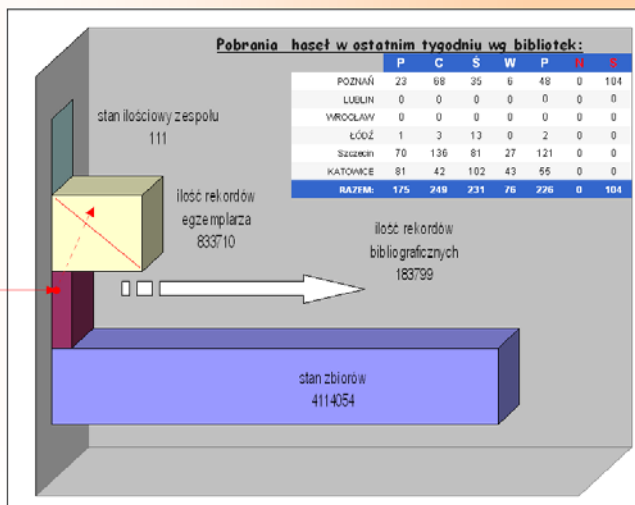 Pobrania haseł w ostatnim tygodniu wg bibliotek:
P C Ś W P N S
POZNAŃ 23 68 35 6 48 0 104
LUBLIN 0 0 0 0 0 0 0
WROCŁAW 0 0 0 0 0 0 0
ŁÓDŹ 1 3 13 0 2 0 0
Szczecin 70 136 81 27 121 0 0
KATOWICE 81 42 102 43 55 0 0
RAZEM: 175 249 231 76 226 0 104
stan ilościowy zespołu
111
ilość rekordów
egzemplarza
833710
ilość rekordów
bibliograficznych
183799
stan zbiorów
4114054